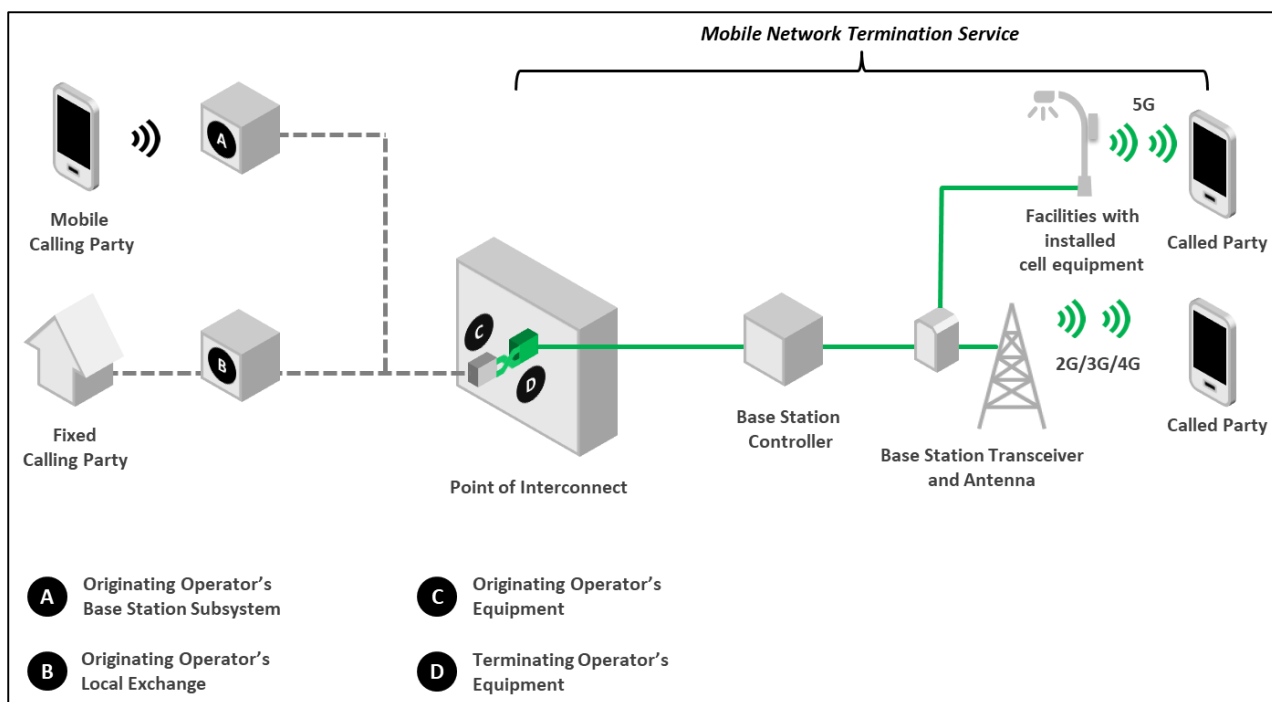 Mobile Network Termination Service
A
Mobile
Calling Party
5G
Facilities with
installed
cell equipment
Called Party
B
Fixed
Calling Party
C
D
Point of Interconnect
Base Station
Controller
2G/3G/4G
Base Station Transceiver
and Antenna
Called Party
A
Originating Operator's
Base Station Subsystem
C
Originating Operator's
Equipment
B
Originating Operator's
Local Exchange
D
Terminating Operator's
Equipment